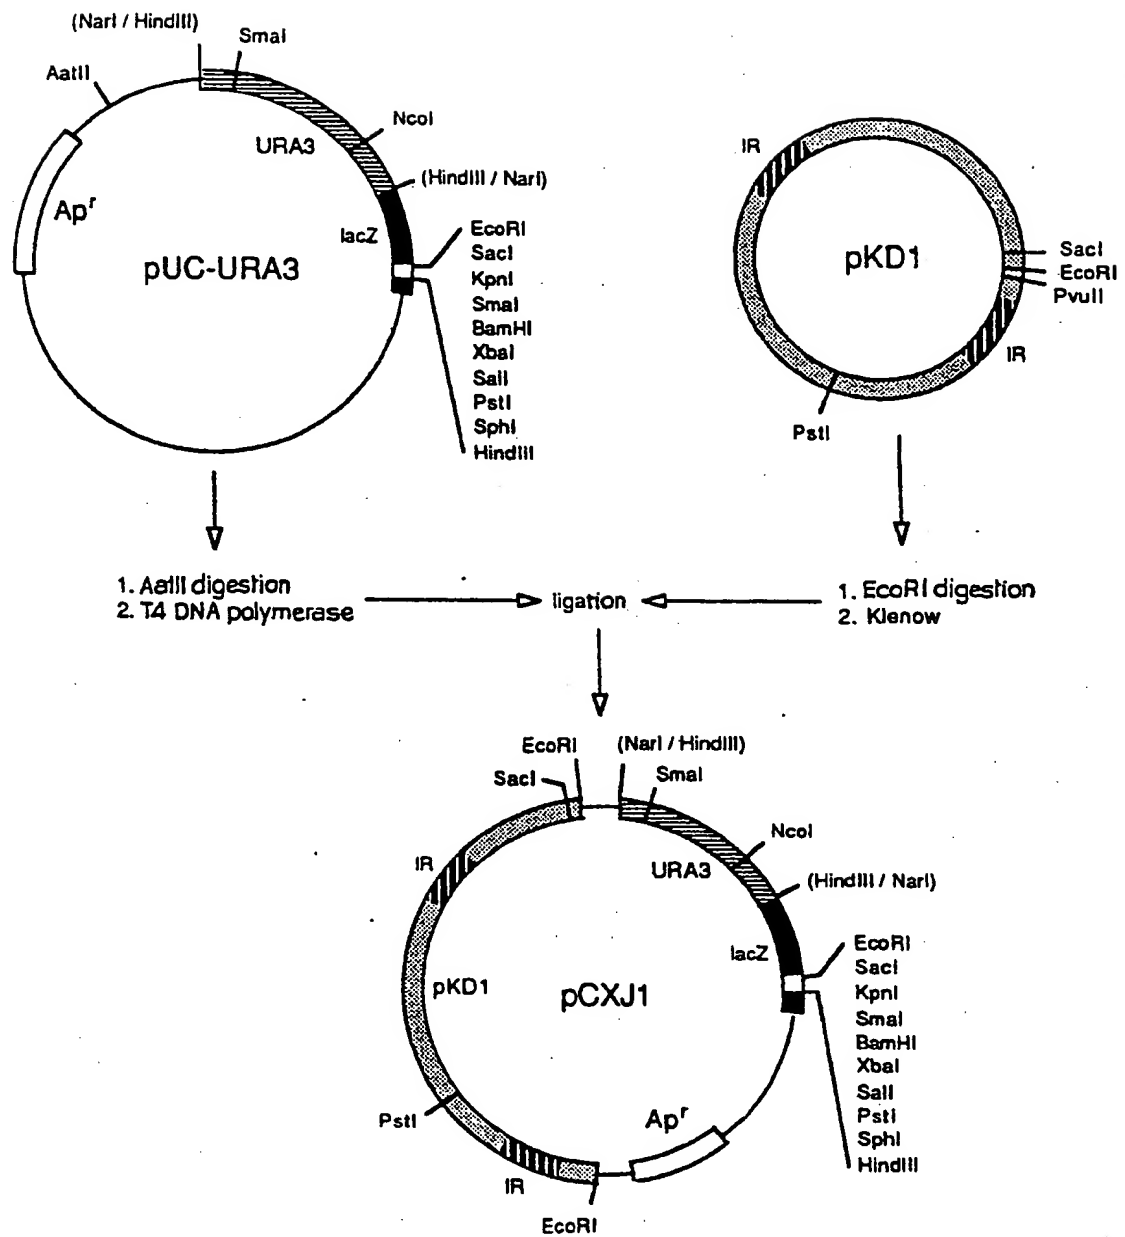 (NarI / HindIII)
SmaI
AatII
NcoI
URA3
(HindIII / NarI)
Apr
lacZ
EcoRI
SacI
KpnI
SmaI
BamHI
XbaI
SalI
PstI
SphI
HindIII
pUC-URA3
IR
pKD1
SacI
EcoRI
PvuII
IR
PstI
1. AatII digestion
2. T4 DNA polymerase
ligation
1. EcoRI digestion
2. Klenow
EcoRI
(NarI / HindIII)
SacI
SmaI
NcoI
IR
URA3
(HindIII / NarI)
lacZ
EcoRI
SacI
KpnI
SmaI
BamHI
XbaI
SalI
PstI
SphI
HindIII
pKD1
pCXJ1
PstI
Apr
IR
EcoRI